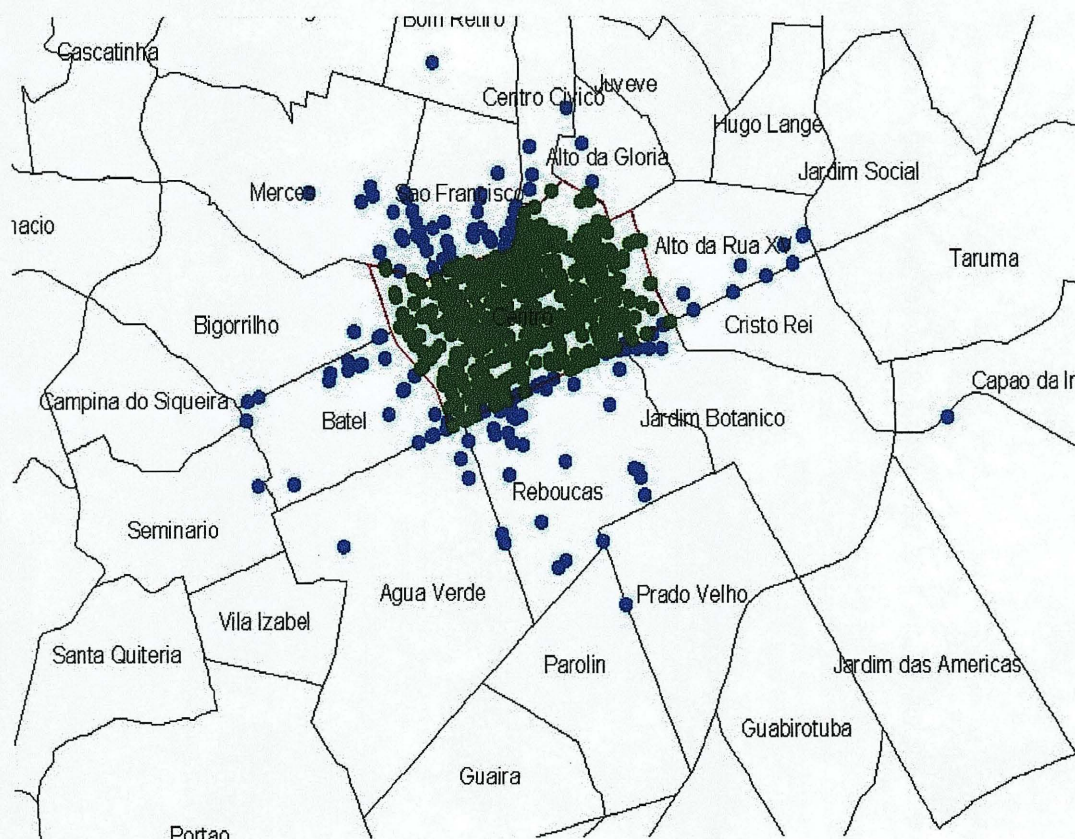 Bom Retiro
Cascatinha
Juveve
Centro Civico
Hugo Lange
Alto da Gloria
Jardim Social
Merces
Sao Francisco
nacio
Alto da Rua XV
Taruma
Bigorrilho
Centro
Cristo Rei
Capao da Im
Campina do Siqueira
Batel
Jardim Botanico
Reboucas
Seminario
Agua Verde
Prado Velho
Vila Izabel
Santa Quiteria
Parolin
Jardim das Americas
Guabirotuba
Guaira
Portao